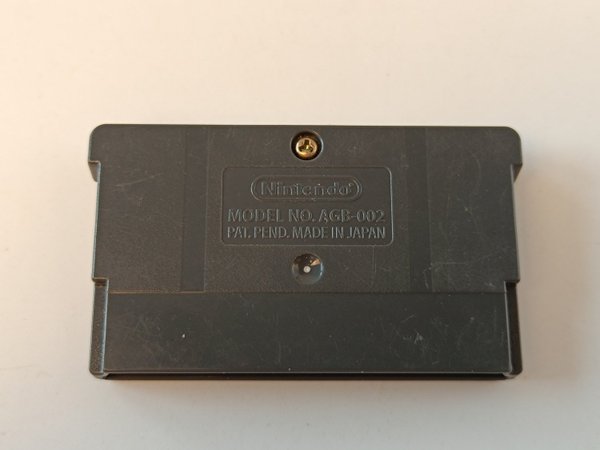 Nintendo®
MODEL NO. AGB-002
PAT. PEND. MADE IN JAPAN